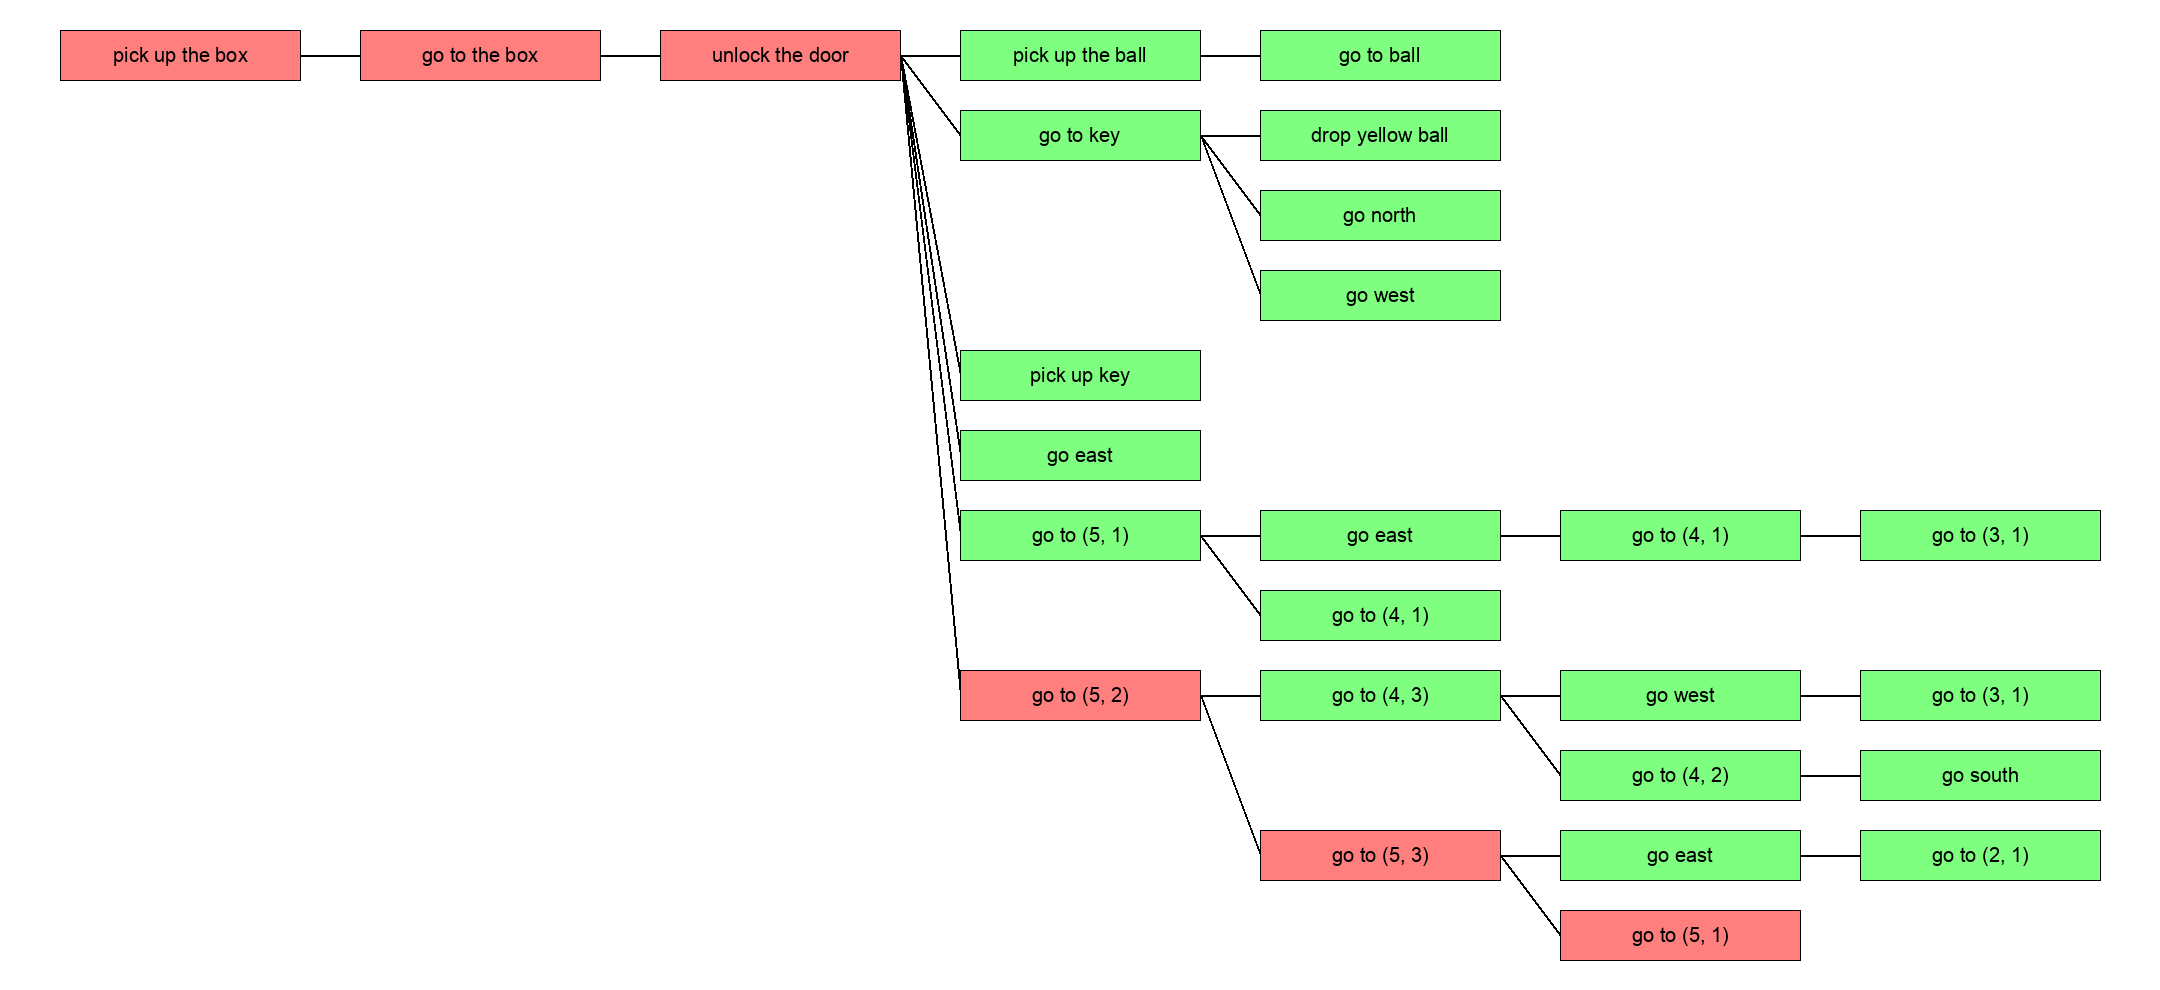 pick up the box
go to the box
unlock the door
pick up the ball
go to ball
go to key
drop yellow ball
go north
go west
pick up key
go east
go to (5, 1)
go east
go to (4, 1)
go to (3, 1)
go to (4, 1)
go to (5, 2)
go to (4, 3)
go west
go to (3, 1)
go to (4, 2)
go south
go to (5, 3)
go east
go to (2, 1)
go to (5, 1)